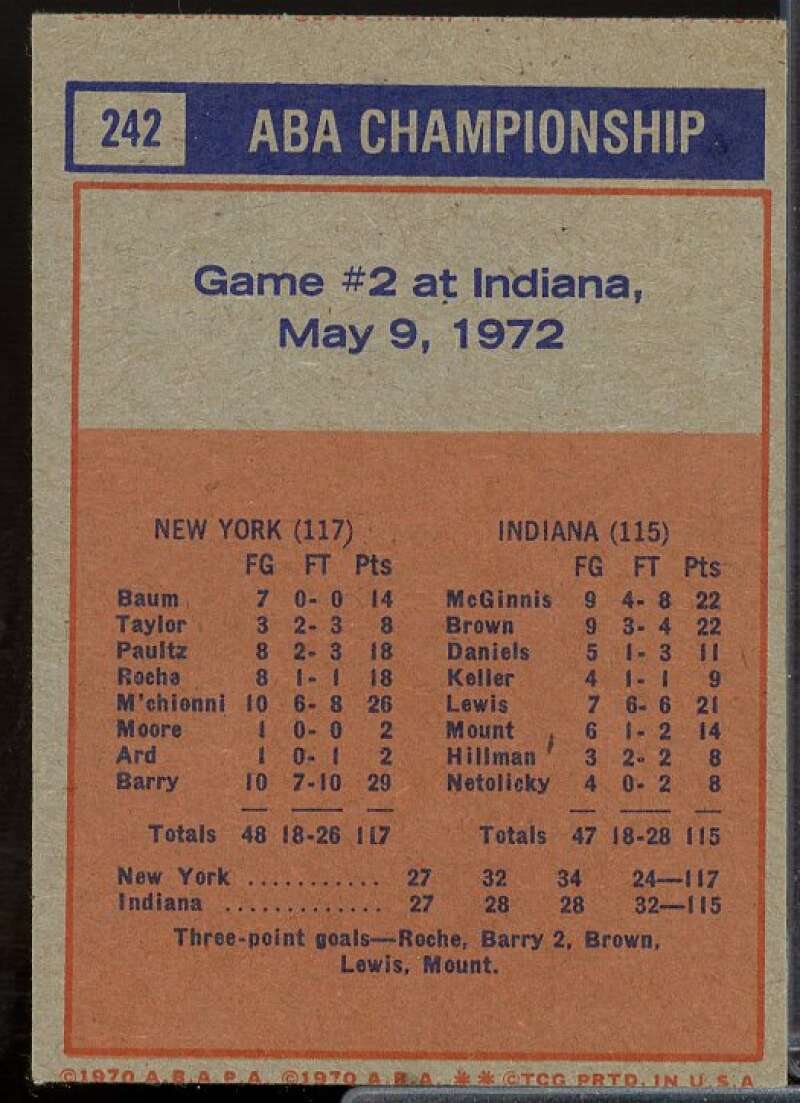 242 ABA CHAMPIONSHIP
Game #2 at Indiana,
May 9, 1972
NEW YORK (117) INDIANA (115)
FG FT Pts FG FT Pts
Baum 7 0- 0 14 McGinnis 9 4- 8 22
Taylor 3 2- 3 8 Brown 9 3- 4 22
Paultz 8 2- 3 18 Daniels 5 1- 3 11
Roche 8 1- 1 18 Keller 4 1- 1 9
M'chionni 10 6- 8 26 Lewis 7 6- 6 21
Moore 1 0- 0 2 Mount 6 1- 2 14
Ard 1 0- 1 2 Hillman 3 2- 2 8
Barry 10 7-10 29 Netolicky 4 0- 2 8
Totals 48 18-26 117 Totals 47 18-28 115
New York ........... 27 32 34 24—117
Indiana ............. 27 28 28 32—115
Three-point goals—Roche, Barry 2, Brown,
Lewis, Mount.
©1970 A.B.A.P.A. ©1970 A.B.A. ** ©TCG PRTD. IN U.S.A